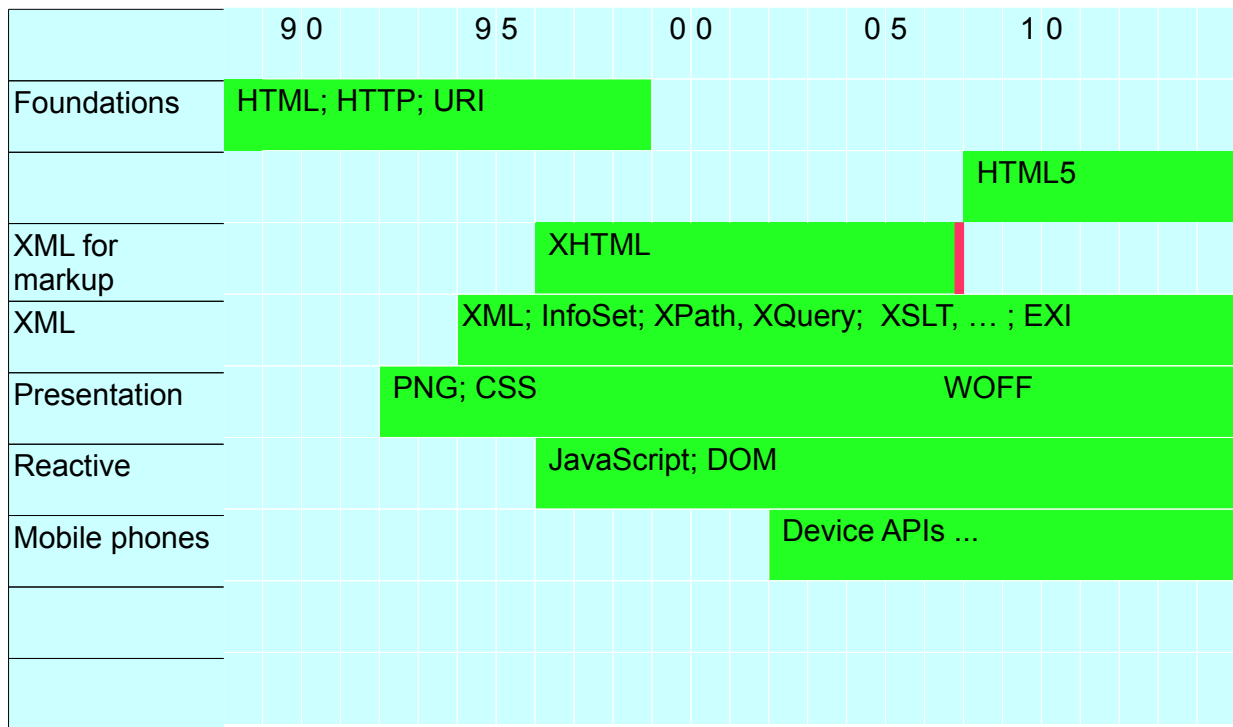 9 0 9 5 0 0 0 5 1 0
Foundations HTML; HTTP; URI
HTML5
XML for
markup
XHTML
XML XML; InfoSet; XPath, XQuery; XSLT, … ; EXI
Presentation PNG; CSS WOFF
Reactive JavaScript; DOM
Mobile phones Device APIs ...